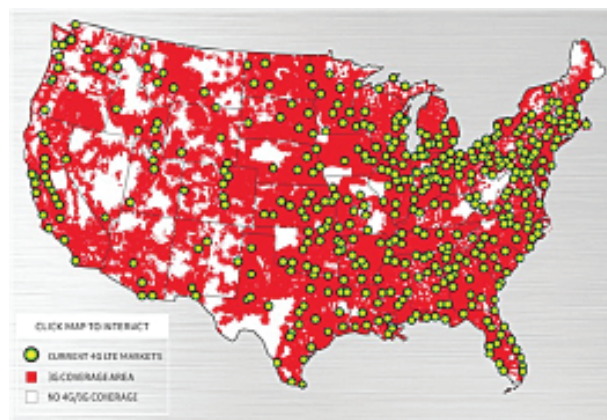 CLICK MAP TO INTERACT
CURRENT 4G LTE MARKETS
3G COVERAGE AREA
NO 4G/3G COVERAGE